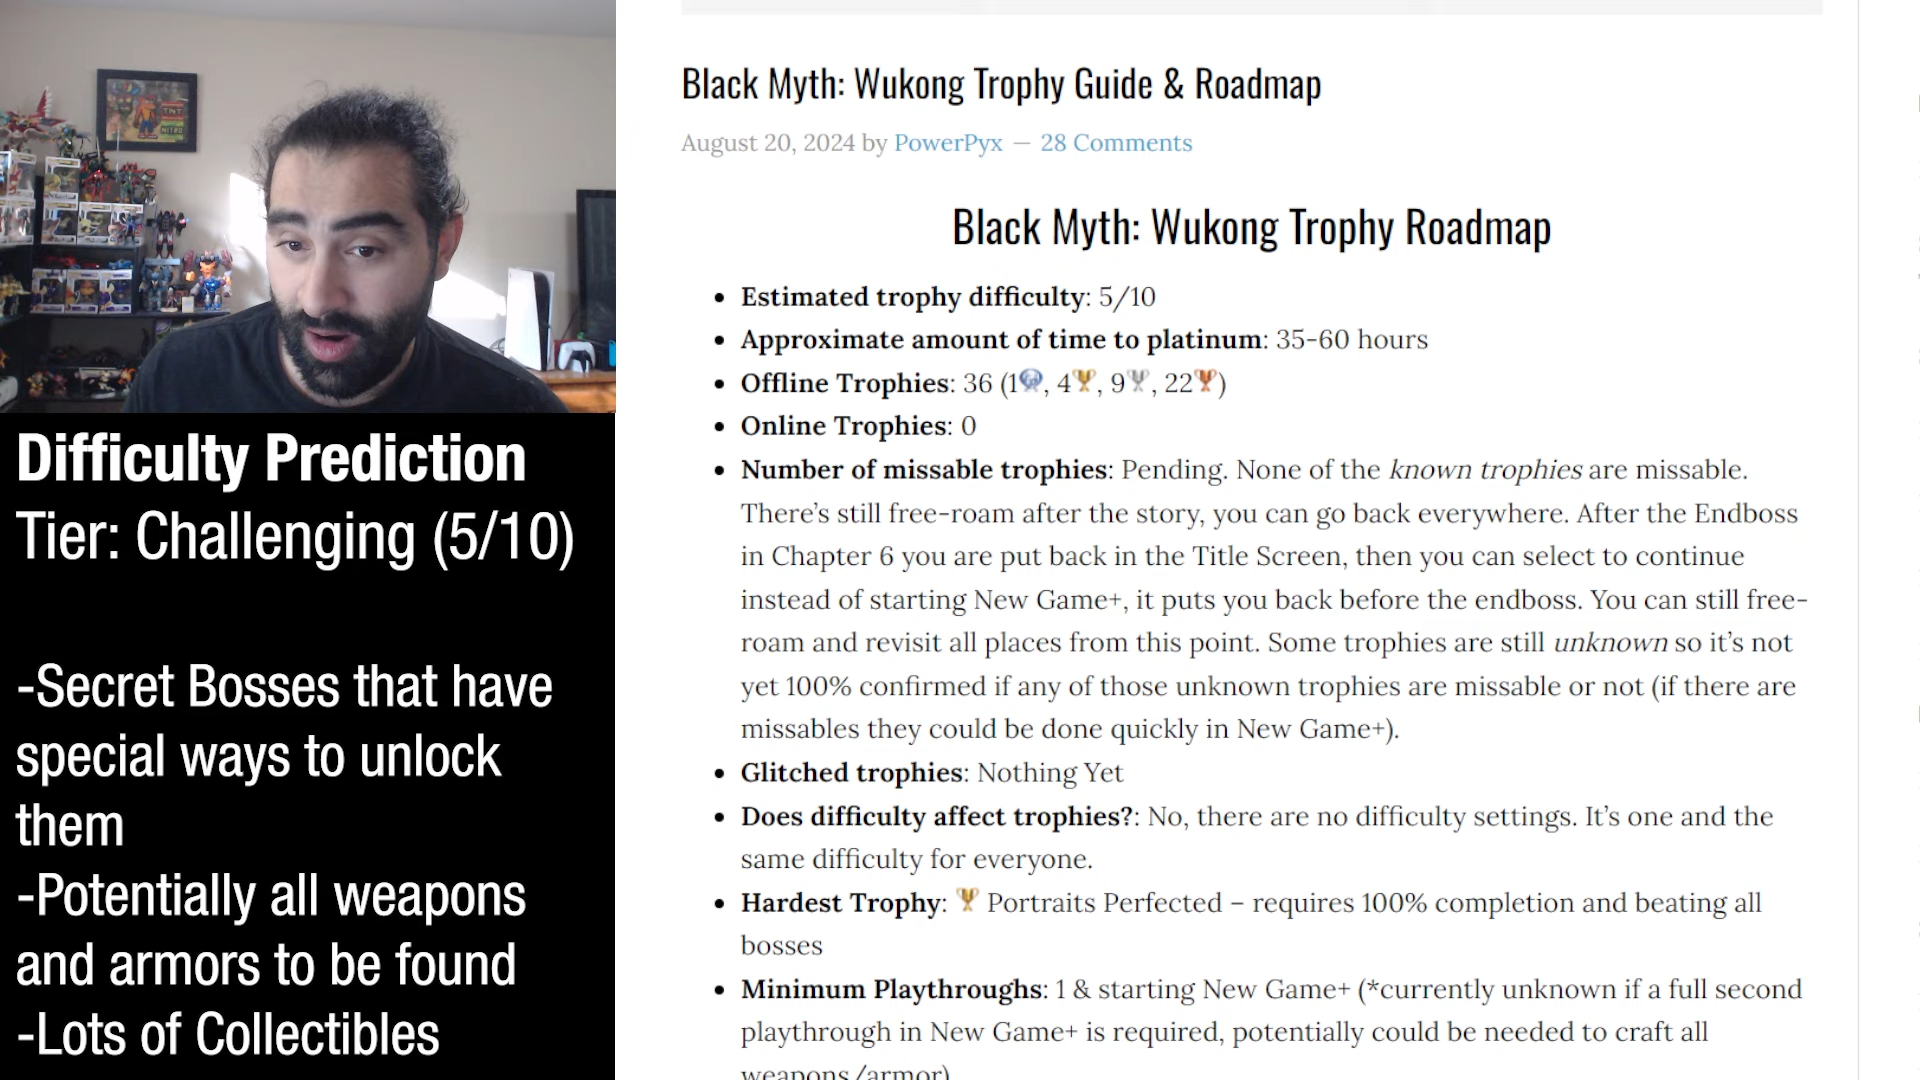 TNT
NITRO
Difficulty Prediction
Tier: Challenging (5/10)
-Secret Bosses that have
special ways to unlock
them
-Potentially all weapons
and armors to be found
-Lots of Collectibles
Black Myth: Wukong Trophy Guide & Roadmap
August 20, 2024 by PowerPyx — 28 Comments
Black Myth: Wukong Trophy Roadmap
• Estimated trophy difficulty: 5/10
• Approximate amount of time to platinum: 35-60 hours
• Offline Trophies: 36 (1🏆, 4🏆, 9🏆, 22🏆)
• Online Trophies: 0
• Number of missable trophies: Pending. None of the known trophies are missable.
There’s still free-roam after the story, you can go back everywhere. After the Endboss
in Chapter 6 you are put back in the Title Screen, then you can select to continue
instead of starting New Game+, it puts you back before the endboss. You can still free-
roam and revisit all places from this point. Some trophies are still unknown so it’s not
yet 100% confirmed if any of those unknown trophies are missable or not (if there are
missables they could be done quickly in New Game+).
• Glitched trophies: Nothing Yet
• Does difficulty affect trophies?: No, there are no difficulty settings. It’s one and the
same difficulty for everyone.
• Hardest Trophy: 🏆 Portraits Perfected – requires 100% completion and beating all
bosses
• Minimum Playthroughs: 1 & starting New Game+ (*currently unknown if a full second
playthrough in New Game+ is required, potentially could be needed to craft all
weapons/armor)